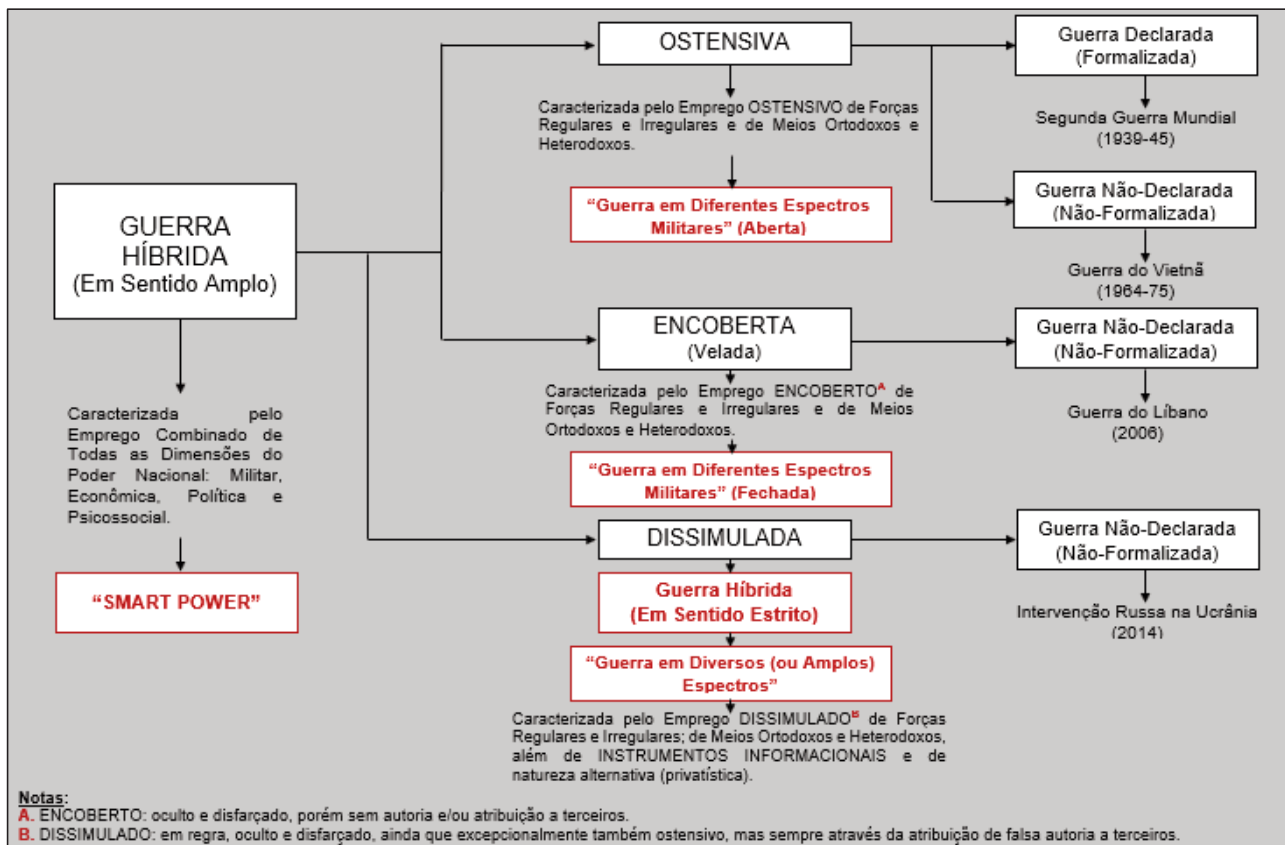 GUERRA
HÍBRIDA
(Em Sentido Amplo)
Caracterizada pelo
Emprego Combinado de
Todas as Dimensões do
Poder Nacional: Militar,
Econômica, Política e
Psicossocial.
“SMART POWER”
OSTENSIVA
Caracterizada pelo Emprego OSTENSIVO de Forças
Regulares e Irregulares e de Meios Ortodoxos e
Heterodoxos.
“Guerra em Diferentes Espectros
Militares” (Aberta)
Guerra Declarada
(Formalizada)
Segunda Guerra Mundial
(1939-45)
Guerra Não-Declarada
(Não-Formalizada)
Guerra do Vietnã
(1964-75)
ENCOBERTA
(Velada)
Caracterizada pelo Emprego ENCOBERTOᴬ de
Forças Regulares e Irregulares e de Meios
Ortodoxos e Heterodoxos.
“Guerra em Diferentes Espectros
Militares” (Fechada)
Guerra Não-Declarada
(Não-Formalizada)
Guerra do Líbano
(2006)
DISSIMULADA
Guerra Híbrida
(Em Sentido Estrito)
“Guerra em Diversos (ou Amplos)
Espectros”
Caracterizada pelo Emprego DISSIMULADOᴮ de Forças
Regulares e Irregulares; de Meios Ortodoxos e Heterodoxos,
além de INSTRUMENTOS INFORMACIONAIS e de
natureza alternativa (privatística).
Guerra Não-Declarada
(Não-Formalizada)
Intervenção Russa na Ucrânia
(2014)
Notas:
A. ENCOBERTO: oculto e disfarçado, porém sem autoria e/ou atribuição a terceiros.
B. DISSIMULADO: em regra, oculto e disfarçado, ainda que excepcionalmente também ostensivo, mas sempre através da atribuição de falsa autoria a terceiros.